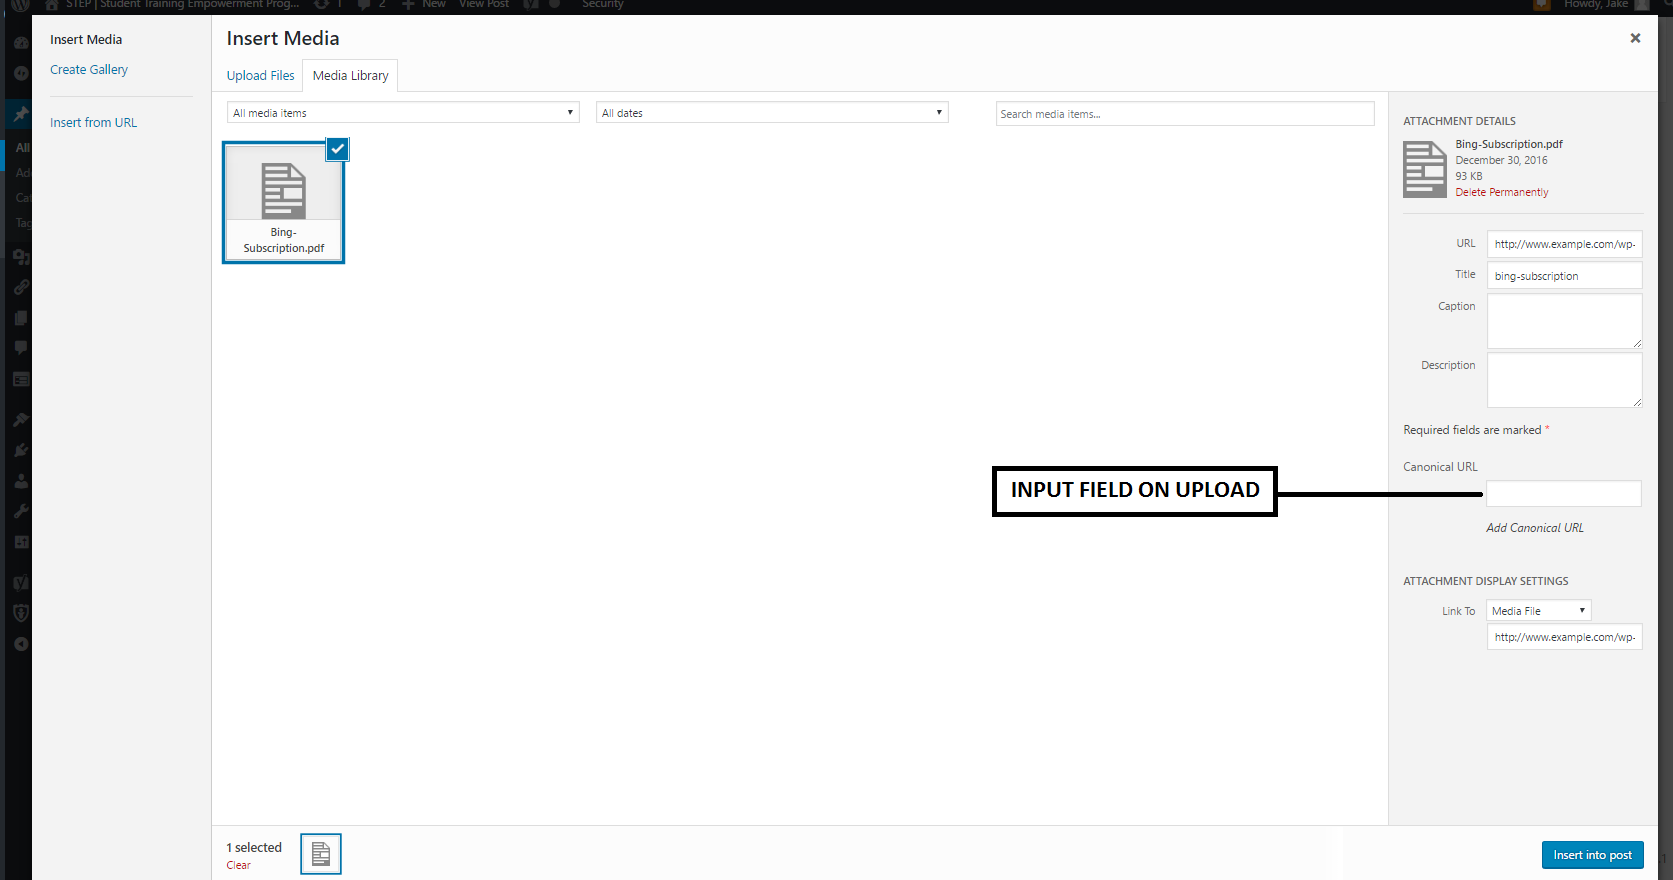 STEP | Student Training Empowerment Prog... 1 2 New View Post Security Howdy, Jake
Insert Media
Create Gallery
Insert from URL
All
Ad
Cat
Tag
Insert Media
Upload Files Media Library
All media items All dates Search media items...
Bing-
Subscription.pdf
ATTACHMENT DETAILS
Bing-Subscription.pdf
December 30, 2016
93 KB
Delete Permanently
URL http://www.example.com/wp-
Title bing-subscription
Caption
Description
Required fields are marked *
Canonical URL
INPUT FIELD ON UPLOAD
Add Canonical URL
ATTACHMENT DISPLAY SETTINGS
Link To Media File
http://www.example.com/wp-
1 selected
Clear
Insert into post